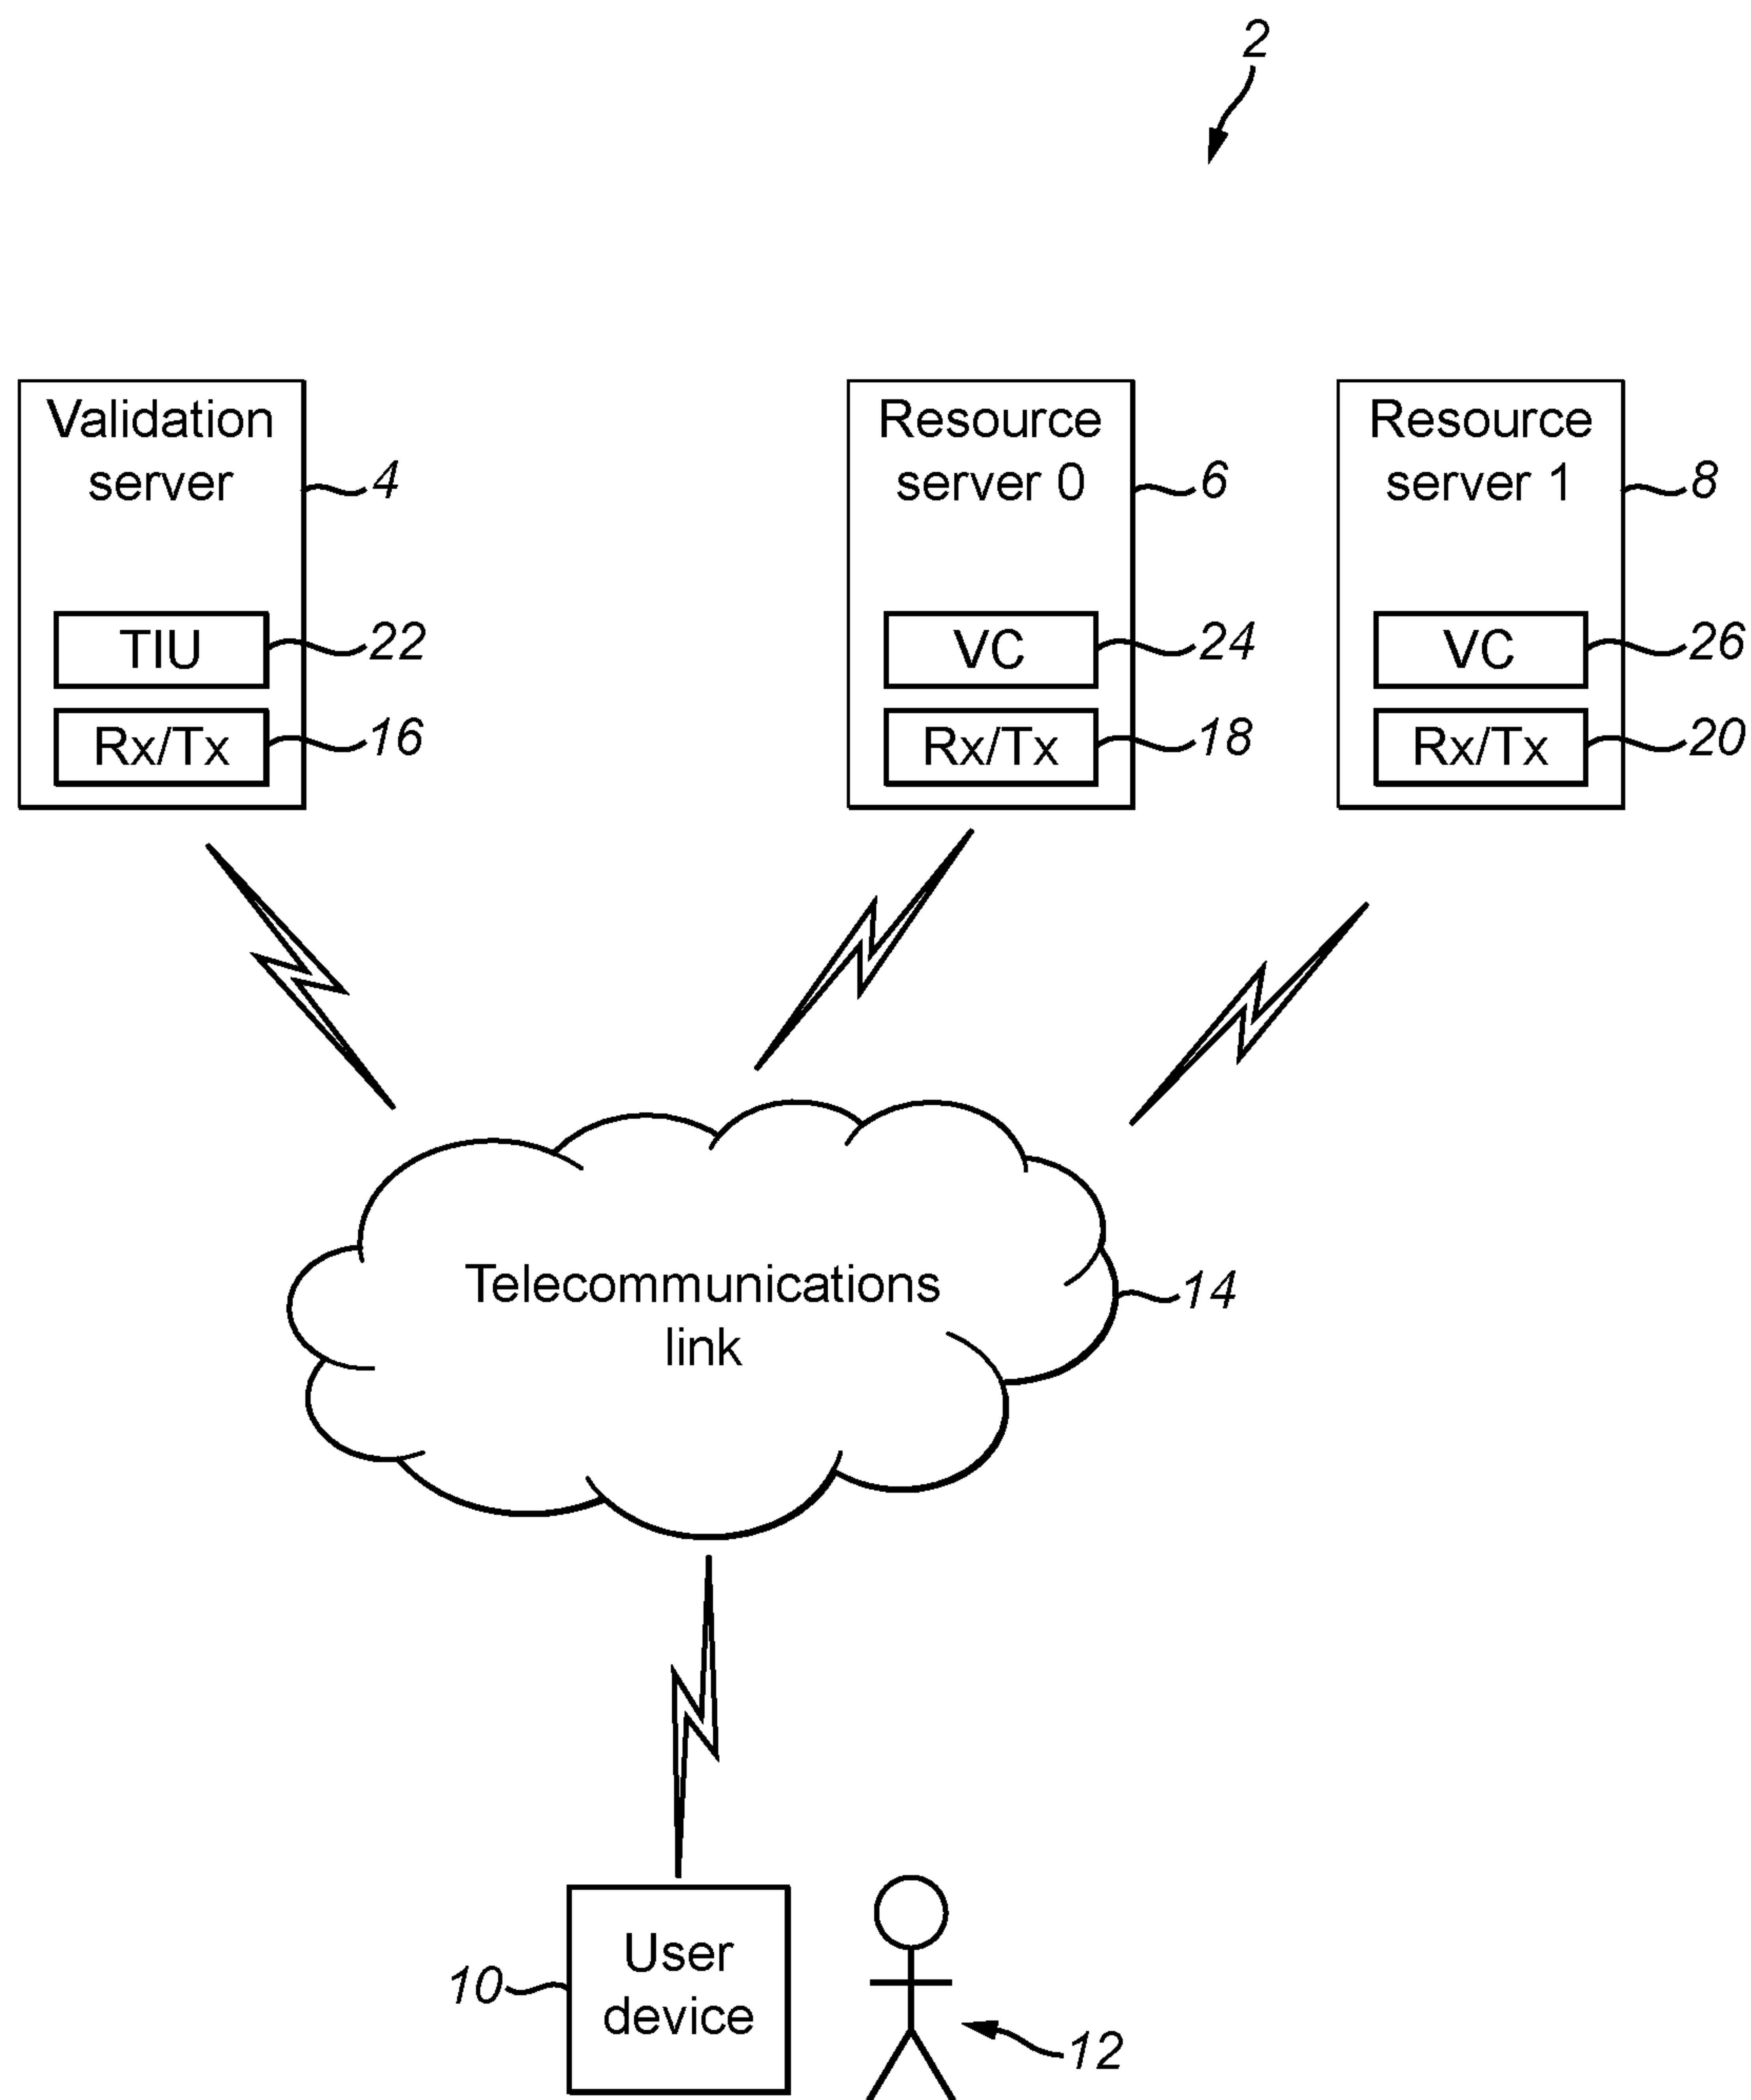 2
Validation
server
4
TIU
22
Rx/Tx
16
Resource
server 0
6
VC
24
Rx/Tx
18
Resource
server 1
8
VC
26
Rx/Tx
20
Telecommunications
link
14
User
device
10
12